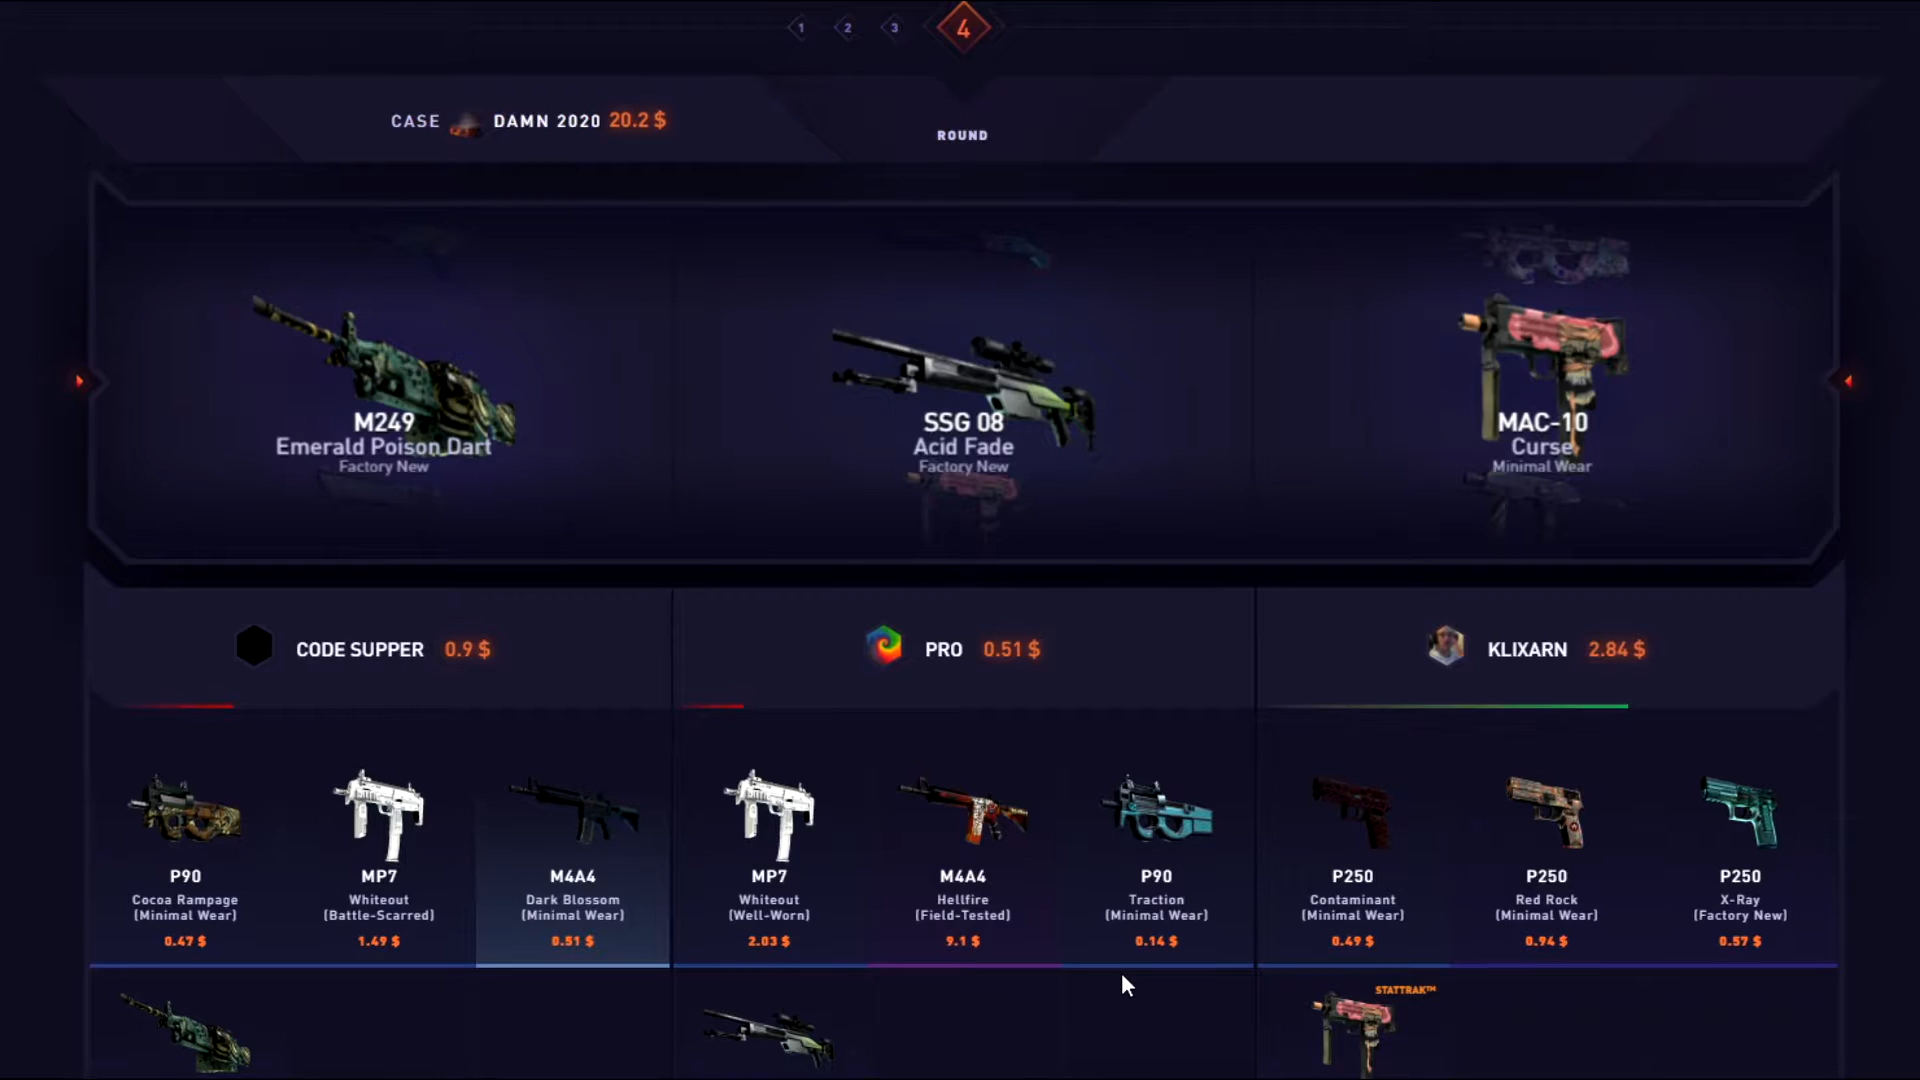 1 2 3 4
CASE DAMN 2020 20.2 $
ROUND
M249
Emerald Poison Dart
Factory New
SSG 08
Acid Fade
Factory New
MAC-10
Curse
Minimal Wear
CODE SUPPER 0.9 $
PRO 0.51 $
KLIXARN 2.84 $
P90
Cocoa Rampage
(Minimal Wear)
0.47 $
MP7
Whiteout
(Battle-Scarred)
1.49 $
M4A4
Dark Blossom
(Minimal Wear)
0.51 $
MP7
Whiteout
(Well-Worn)
2.03 $
M4A4
Hellfire
(Field-Tested)
9.1 $
P90
Traction
(Minimal Wear)
0.14 $
P250
Contaminant
(Minimal Wear)
0.49 $
P250
Red Rock
(Minimal Wear)
0.94 $
P250
X-Ray
(Factory New)
0.57 $
STATTRAK™